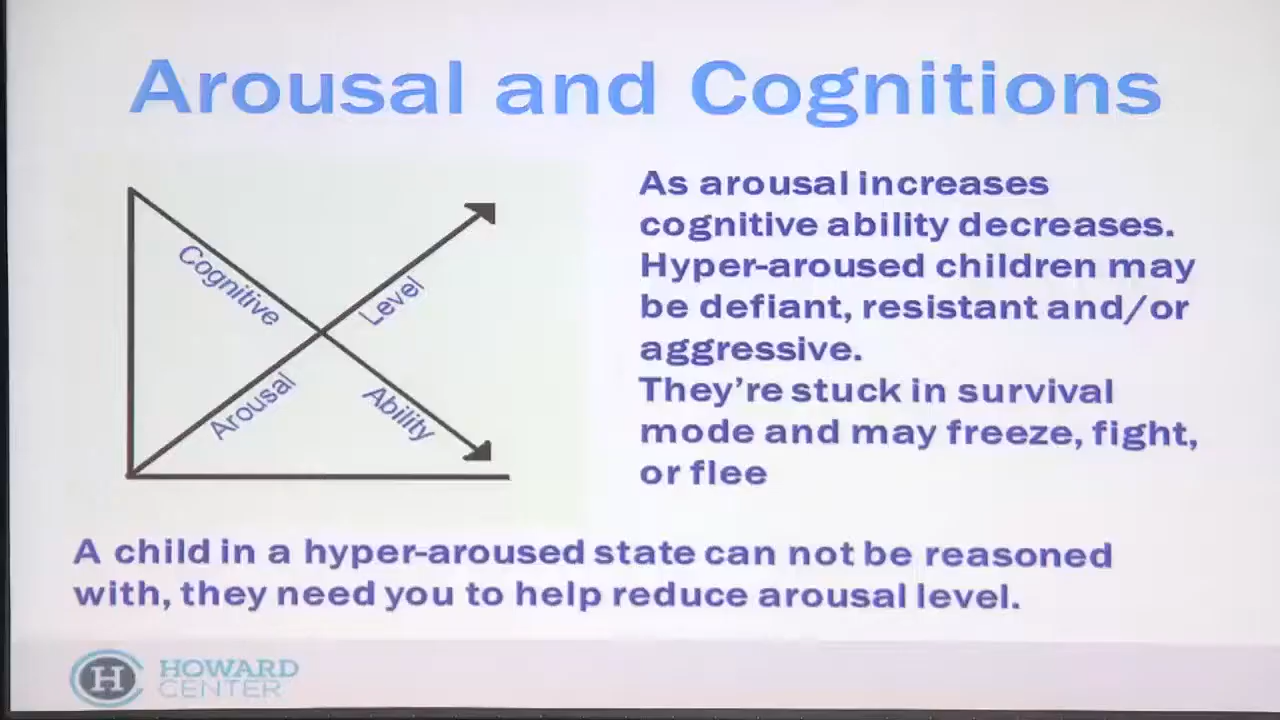 Arousal and Cognitions
Cognitive
Level
Arousal
Ability
As arousal increases
cognitive ability decreases.
Hyper-aroused children may
be defiant, resistant and/or
aggressive.
They're stuck in survival
mode and may freeze, fight,
or flee
A child in a hyper-aroused state can not be reasoned
with, they need you to help reduce arousal level.
H
HOWARD
CENTER